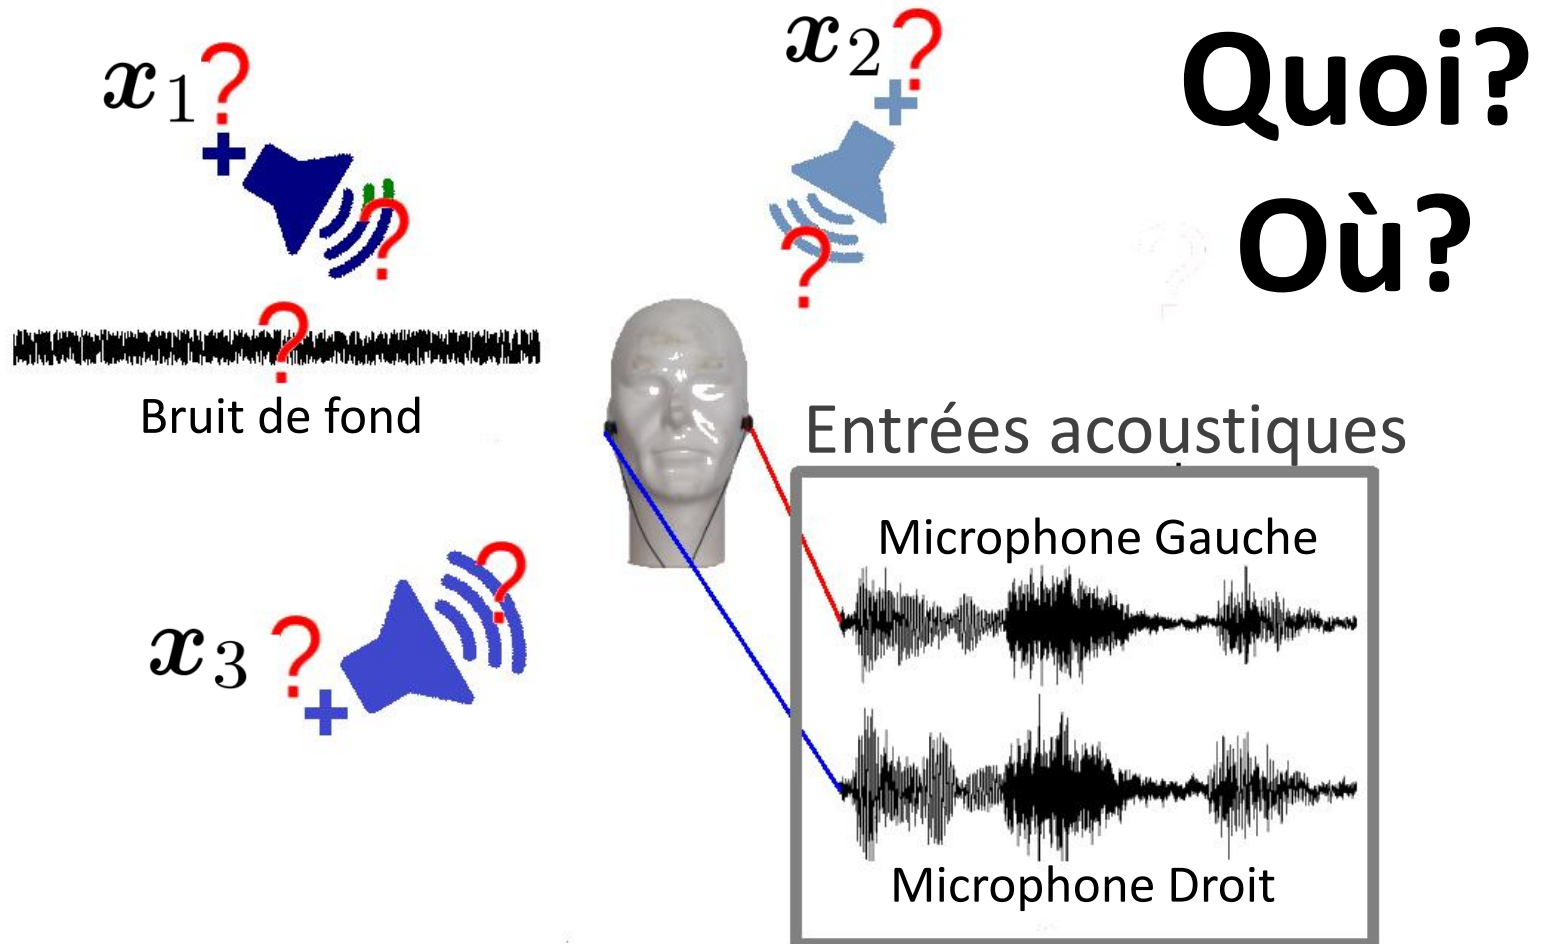 x1?
x2?
Quoi?
?
Où?
?
?
Bruit de fond
Entrées acoustiques
Microphone Gauche
?
x3 ?
Microphone Droit